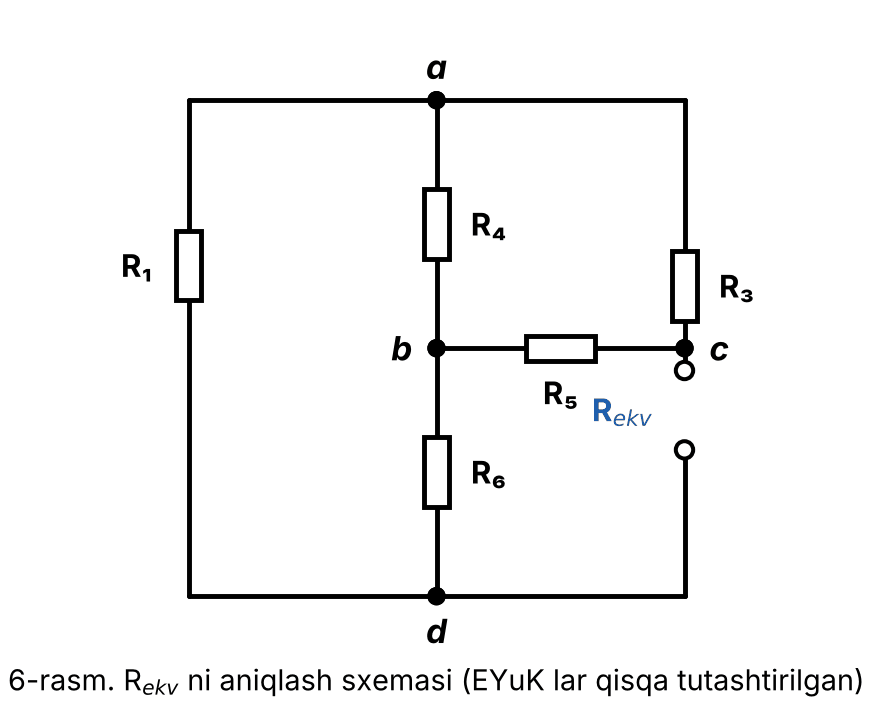 a
R₄
R₁
R₃
b
c
R₅
Rₑₖᵥ
R₆
d
6-rasm. Rₑₖᵥ ni aniqlash sxemasi (EYuK lar qisqa tutashtirilgan)